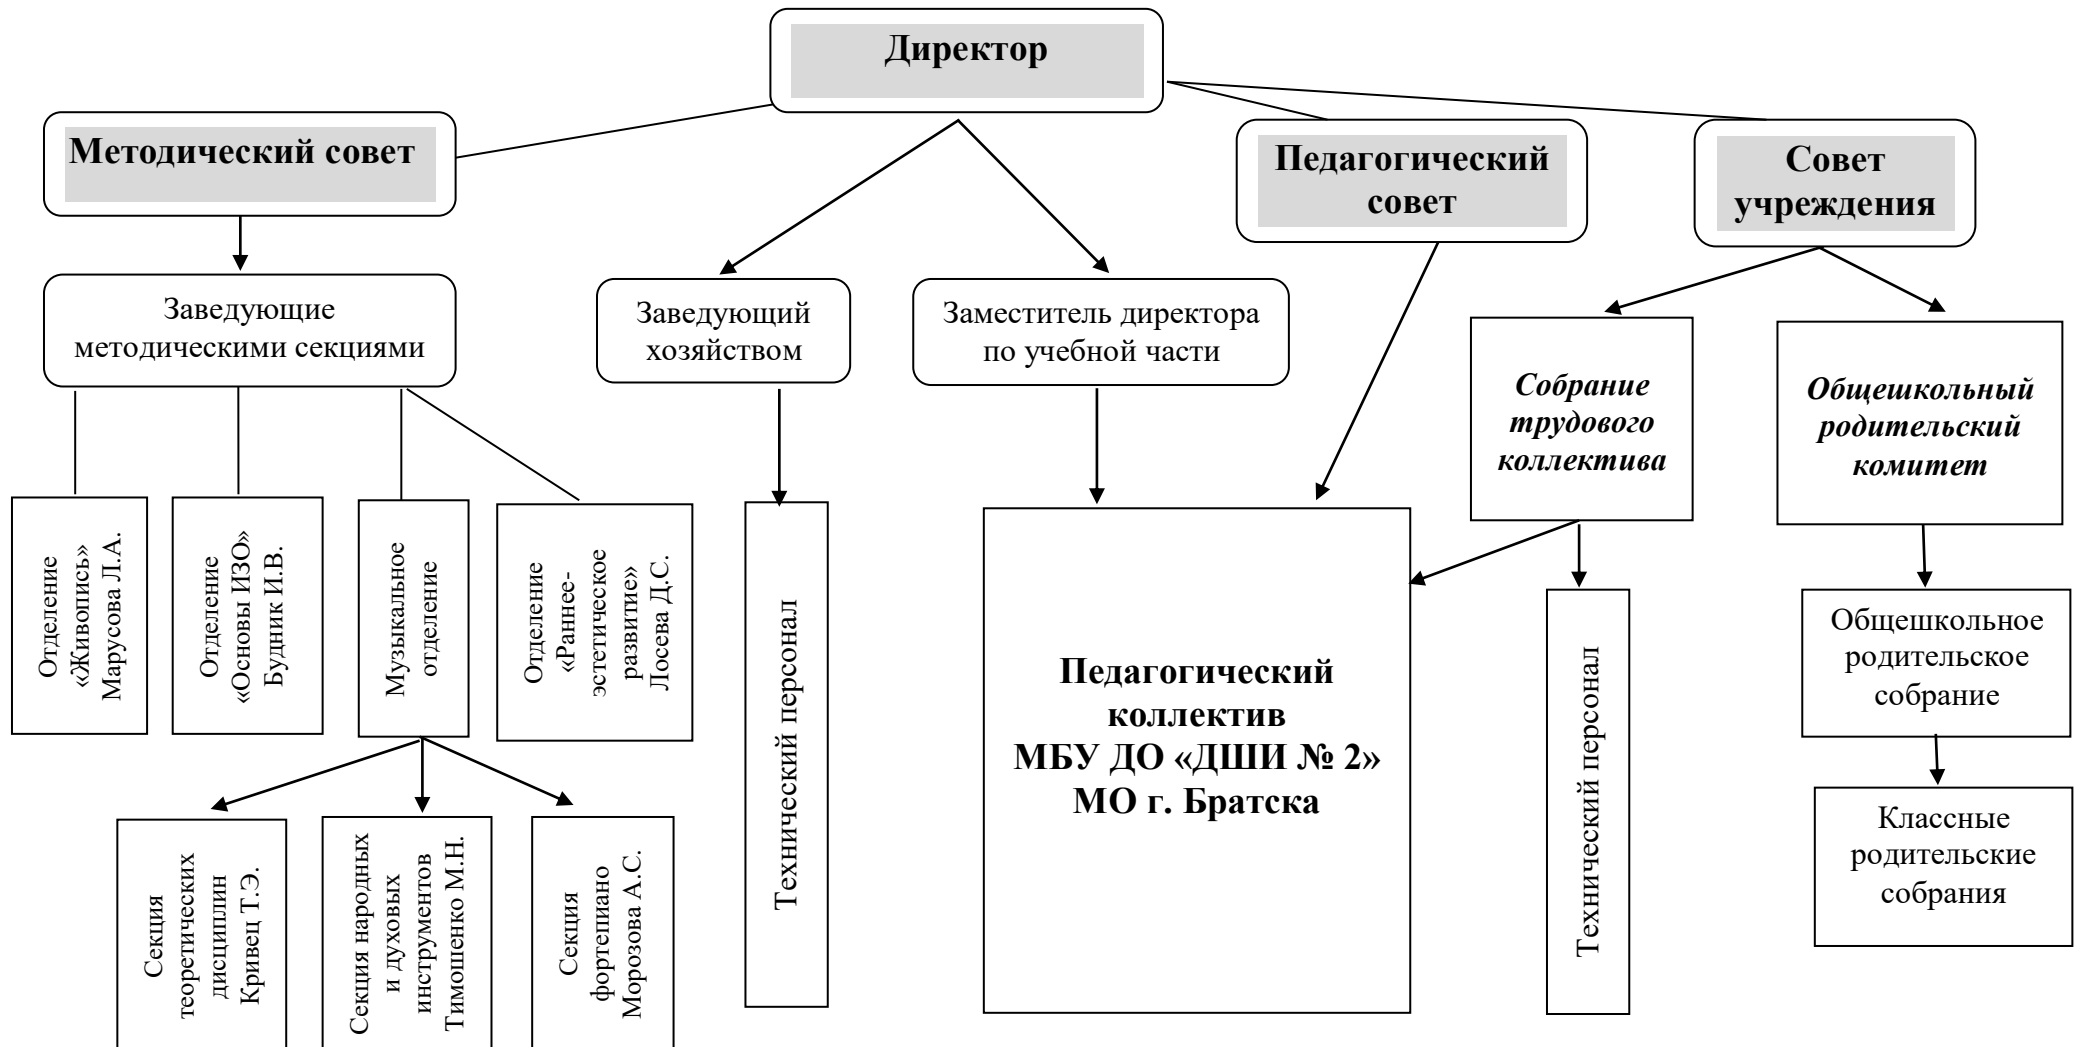 Директор
Методический совет
Педагогический
совет
Совет
учреждения
Заведующие
методическими секциями
Заведующий
хозяйством
Заместитель директора
по учебной части
Собрание
трудового
коллектива
Общешкольный
родительский
комитет
Отделение
«Живопись»
Марусова Л.А.
Отделение
«Основы ИЗО»
Будник И.В.
Музыкальное
отделение
Отделение
«Раннее-
эстетическое
развитие»
Лосева Д.С.
Технический персонал
Педагогический
коллектив
МБУ ДО «ДШИ № 2»
МО г. Братска
Технический персонал
Общешкольное
родительское
собрание
Классные
родительские
собрания
Секция
теоретических
дисциплин
Кривец Т.Э.
Секция народных
и духовых
инструментов
Тимошенко М.Н.
Секция
фортепиано
Морозова А.С.